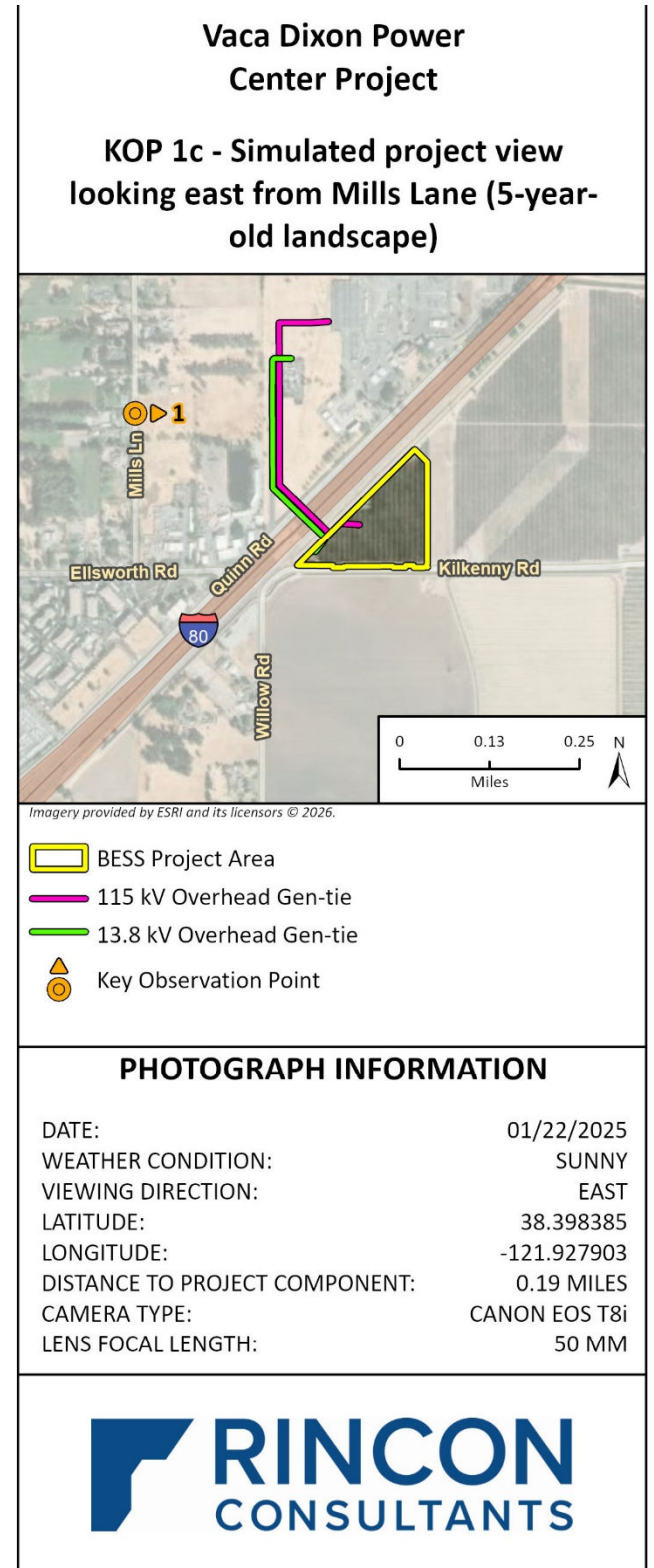 Vaca Dixon Power
Center Project
KOP 1c - Simulated project view
looking east from Mills Lane (5-year-
old landscape)
1
Mills Ln
Ellsworth Rd
Quinn Rd
Kilkenny Rd
80
Willow Rd
0 0.13 0.25 N
Miles
Imagery provided by ESRI and its licensors © 2026.
BESS Project Area
115 kV Overhead Gen-tie
13.8 kV Overhead Gen-tie
Key Observation Point
PHOTOGRAPH INFORMATION
DATE: 01/22/2025
WEATHER CONDITION: SUNNY
VIEWING DIRECTION: EAST
LATITUDE: 38.398385
LONGITUDE: -121.927903
DISTANCE TO PROJECT COMPONENT: 0.19 MILES
CAMERA TYPE: CANON EOS T8i
LENS FOCAL LENGTH: 50 MM
RINCON
CONSULTANTS